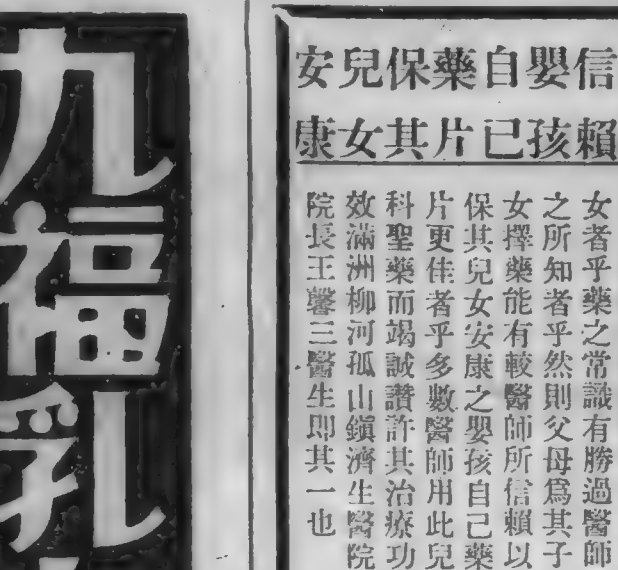 信賴
嬰孩
自已
藥片
保其
兒女
安康
女者乎藥之常識有勝過醫師
之所知者乎然則父母爲其子
女擇藥能有較醫師所信賴以
保其兒女安康之嬰孩自己藥
片更佳者乎多數醫師用此兒
科聖藥而竭誠讚許其治療功
效滿洲柳河孤山鎭濟生醫院
院長王馨三醫生即其一也
九福乳